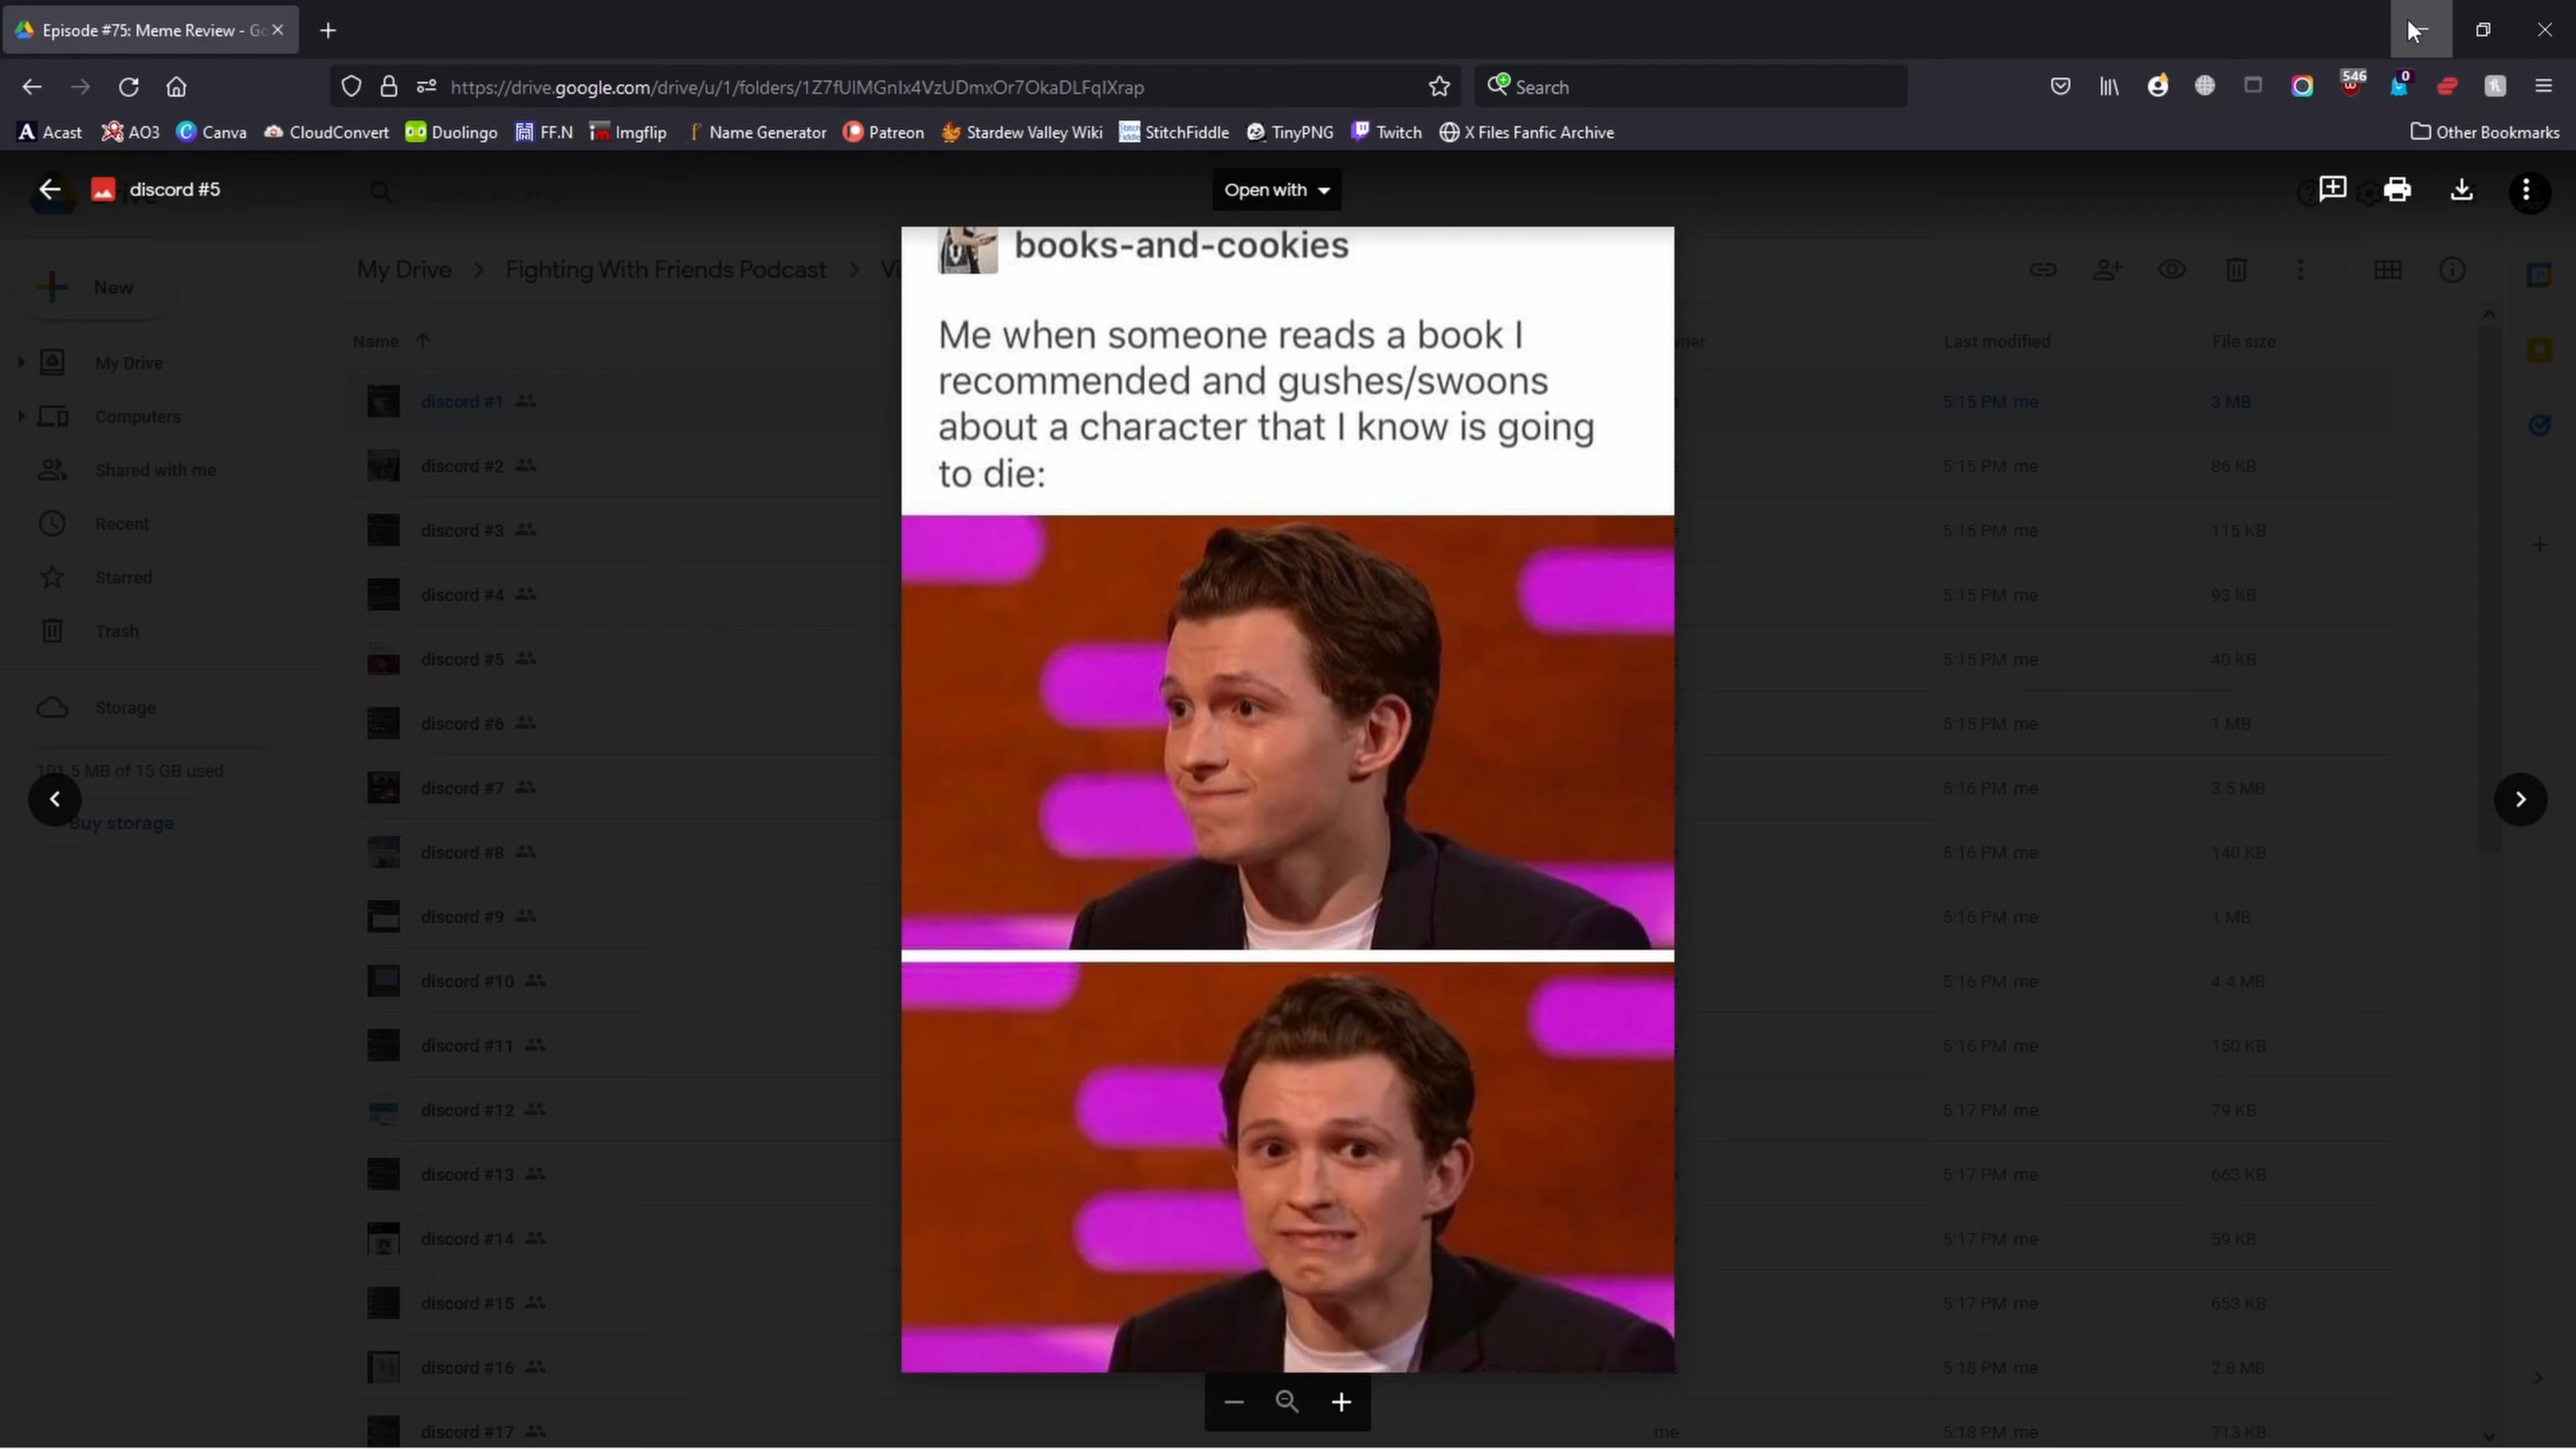 Episode #75: Meme Review - Go
https://drive.google.com/drive/u/1/folders/1Z7fUlMGnIx4VzUDmxOr7OkaDLFqIXrap
Search
546
0
Acast AO3 Canva CloudConvert Duolingo FF.N Imgflip Name Generator Patreon Stardew Valley Wiki StitchFiddle TinyPNG Twitch X Files Fanfic Archive Other Bookmarks
discord #5
Open with
New
My Drive
Computers
Shared with me
Recent
Starred
Trash
Storage
101.5 MB of 15 GB used
Buy storage
My Drive > Fighting With Friends Podcast > Vi
Name Last modified File size
discord #1 5:15 PM me 3 MB
discord #2 5:15 PM me 86 KB
discord #3 5:15 PM me 115 KB
discord #4 5:15 PM me 93 KB
discord #5 5:15 PM me 40 KB
discord #6 5:15 PM me 1 MB
discord #7 5:16 PM me 3.5 MB
discord #8 5:16 PM me 140 KB
discord #9 5:16 PM me 1 MB
discord #10 5:16 PM me 4.4 MB
discord #11 5:16 PM me 150 KB
discord #12 5:17 PM me 79 KB
discord #13 5:17 PM me 663 KB
discord #14 5:17 PM me 59 KB
discord #15 5:17 PM me 653 KB
discord #16 5:18 PM me 2.8 MB
discord #17 me 5:18 PM me 713 KB
books-and-cookies
Me when someone reads a book I
recommended and gushes/swoons
about a character that I know is going
to die: